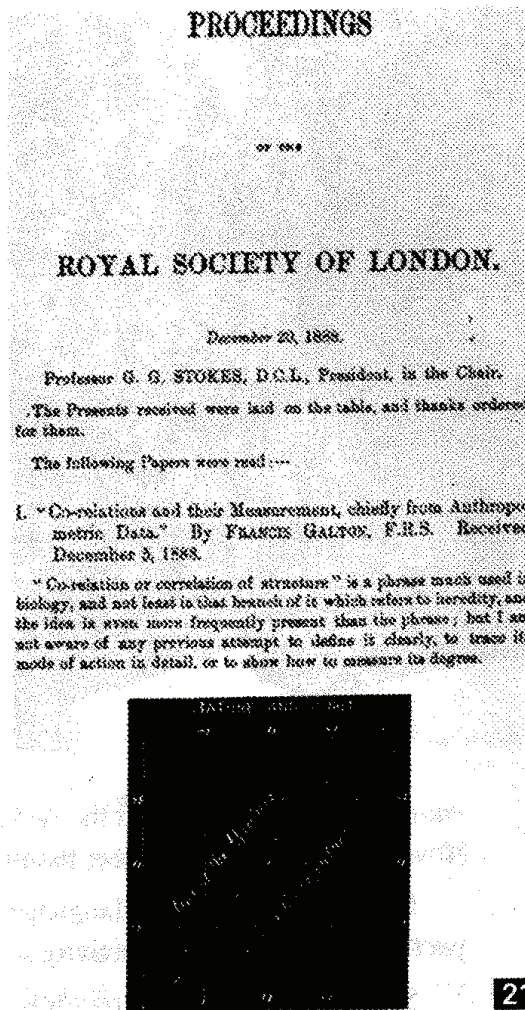 PROCEEDINGS
OF THE
ROYAL SOCIETY OF LONDON.
December 20, 1888.
Professor G. G. STOKES, D.C.L., President, in the Chair.
The Presents received were laid on the table, and thanks ordered
for them.
The following Papers were read:—
I. "Co-relations and their Measurement, chiefly from Anthropo-
metric Data." By FRANCIS GALTON, F.R.S. Receive
December 5, 1888.
"Co-relation or correlation of structure" is a phrase much used i
biology, and not least in that branch of it which refers to heredity, an
the idea is even more frequently present than the phrase; but I am
not aware of any previous attempt to define it clearly, to trace i
mode of action in detail, or to show how to measure its degree.
of the
21